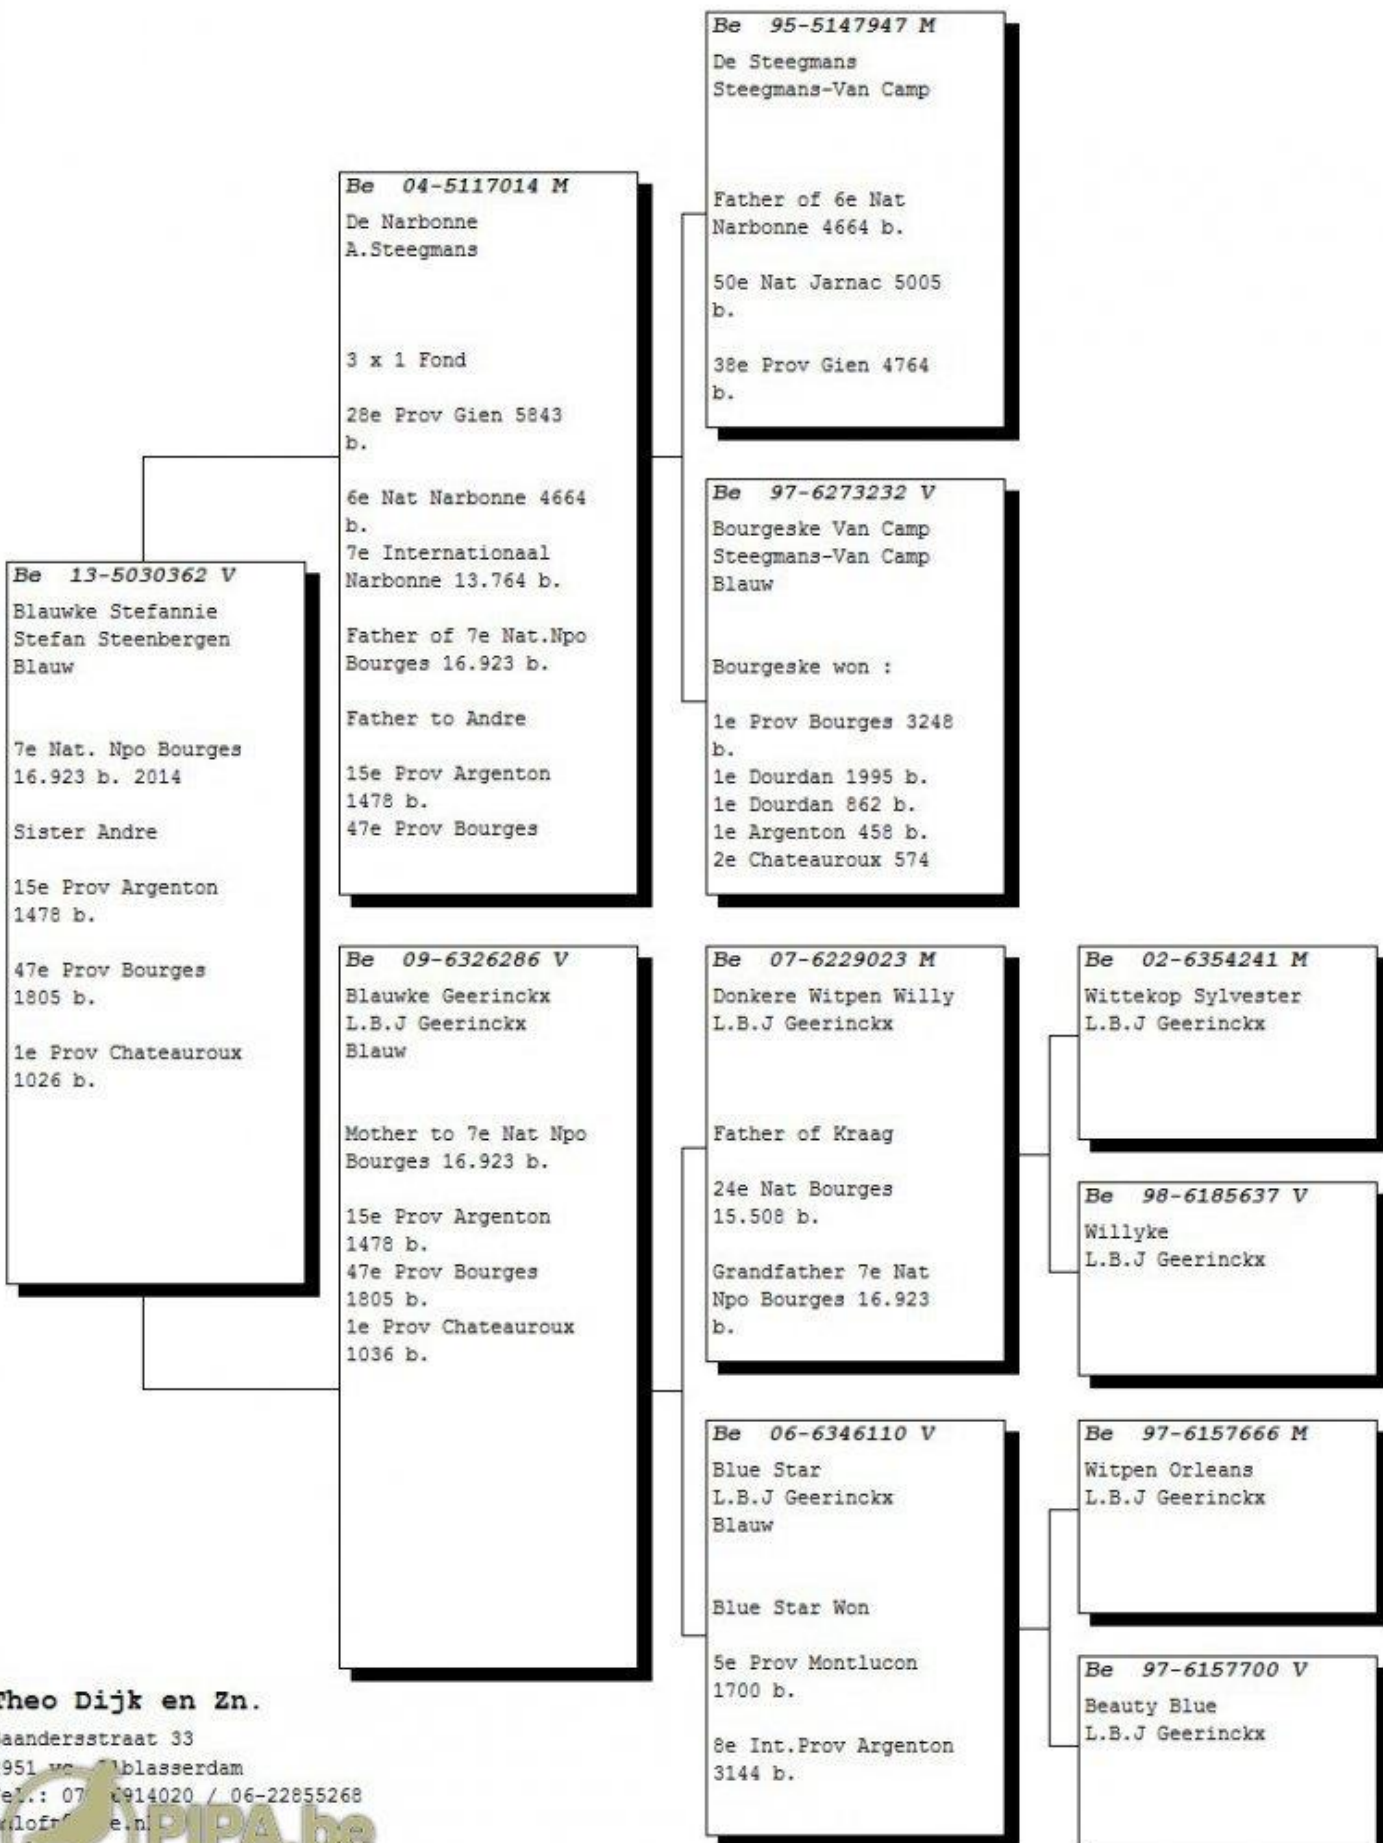 Be 13-5030362 V
Blauwke Stefannie
Stefan Steenbergen
Blauw
7e Nat. Npo Bourges
16.923 b. 2014
Sister Andre
15e Prov Argenton
1478 b.
47e Prov Bourges
1805 b.
1e Prov Chateauroux
1026 b.
Be 04-5117014 M
De Narbonne
A.Steegmans
3 x 1 Fond
28e Prov Gien 5843
b.
6e Nat Narbonne 4664
b.
7e Internationaal
Narbonne 13.764 b.
Father of 7e Nat.Npo
Bourges 16.923 b.
Father to Andre
15e Prov Argenton
1478 b.
47e Prov Bourges
Be 09-6326286 V
Blauwke Geerinckx
L.B.J Geerinckx
Blauw
Mother to 7e Nat Npo
Bourges 16.923 b.
15e Prov Argenton
1478 b.
47e Prov Bourges
1805 b.
1e Prov Chateauroux
1036 b.
Be 95-5147947 M
De Steegmans
Steegmans-Van Camp
Father of 6e Nat
Narbonne 4664 b.
50e Nat Jarnac 5005
b.
38e Prov Gien 4764
b.
Be 97-6273232 V
Bourgeske Van Camp
Steegmans-Van Camp
Blauw
Bourgeske won :
1e Prov Bourges 3248
b.
1e Dourdan 1995 b.
1e Dourdan 862 b.
1e Argenton 458 b.
2e Chateauroux 574
Be 07-6229023 M
Donkere Witpen Willy
L.B.J Geerinckx
Father of Kraag
24e Nat Bourges
15.508 b.
Grandfather 7e Nat
Npo Bourges 16.923
b.
Be 06-6346110 V
Blue Star
L.B.J Geerinckx
Blauw
Blue Star Won
5e Prov Montlucon
1700 b.
8e Int.Prov Argenton
3144 b.
Be 02-6354241 M
Wittekop Sylvester
L.B.J Geerinckx
Be 98-6185637 V
Willyke
L.B.J Geerinckx
Be 97-6157666 M
Witpen Orleans
L.B.J Geerinckx
Be 97-6157700 V
Beauty Blue
L.B.J Geerinckx
Theo Dijk en Zn.
aandersstraat 33
951 blasserdam
914020 / 06-22855268
PIPA.be